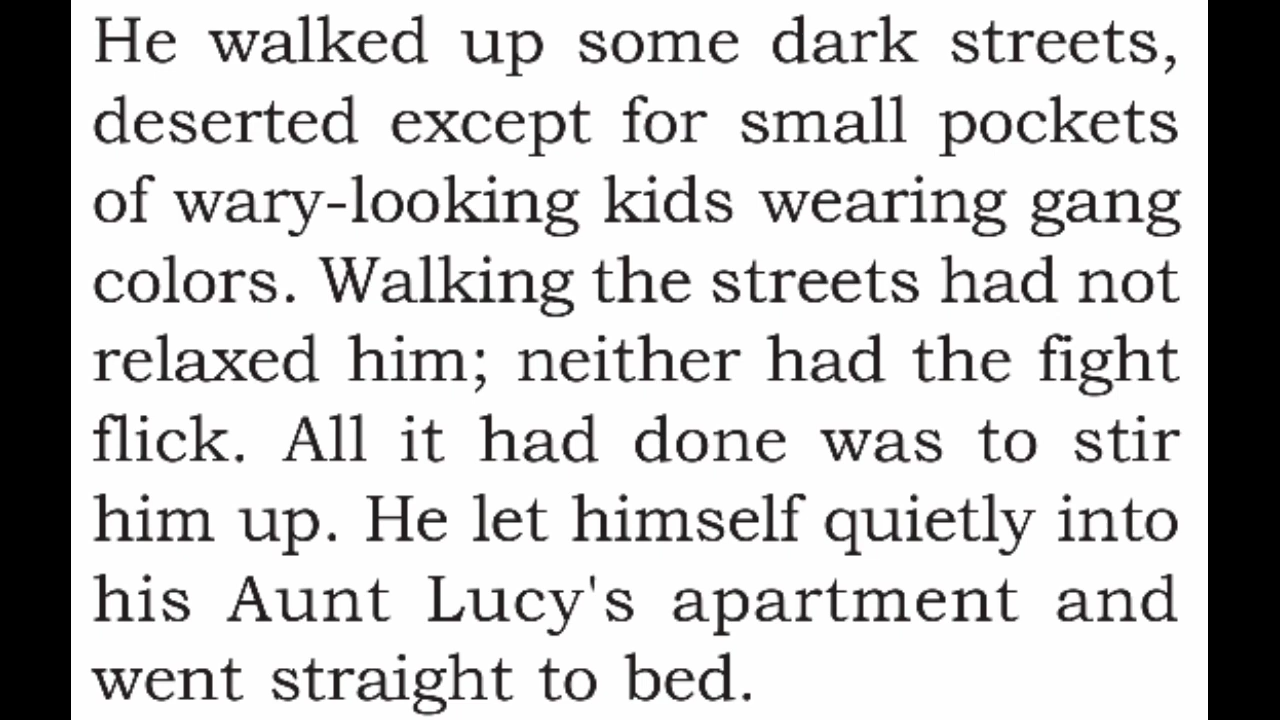 He walked up some dark streets,
deserted except for small pockets
of wary-looking kids wearing gang
colors. Walking the streets had not
relaxed him; neither had the fight
flick. All it had done was to stir
him up. He let himself quietly into
his Aunt Lucy's apartment and
went straight to bed.